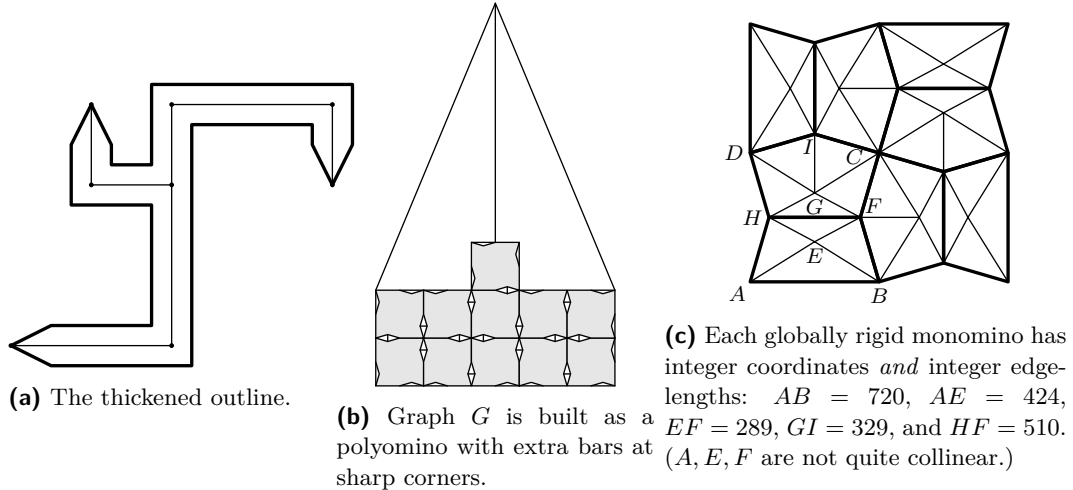 D
I
C
H
G
F
E
A
B
(a) The thickened outline.
(b) Graph G is built as a
polyomino with extra bars at
sharp corners.
(c) Each globally rigid monomino has
integer coordinates and integer edge-
lengths: AB = 720, AE = 424,
EF = 289, GI = 329, and HF = 510.
(A, E, F are not quite collinear.)